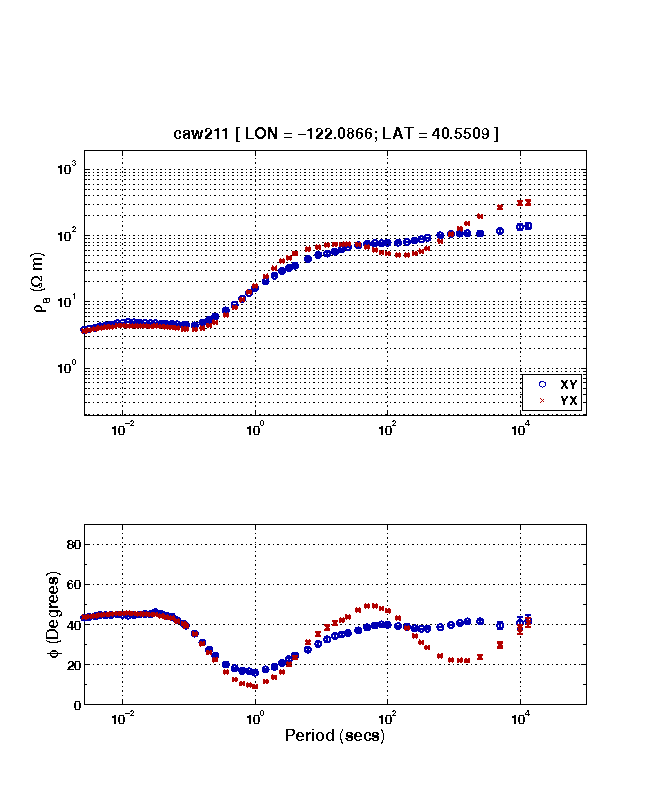 caw211 [ LON = −122.0866; LAT = 40.5509 ]
10³
10²
10¹
10⁰
ρₐ (Ω m)
XY
YX
10⁻²
10⁰
10²
10⁴
80
60
40
20
0
ϕ (Degrees)
10⁻²
10⁰
10²
10⁴
Period (secs)